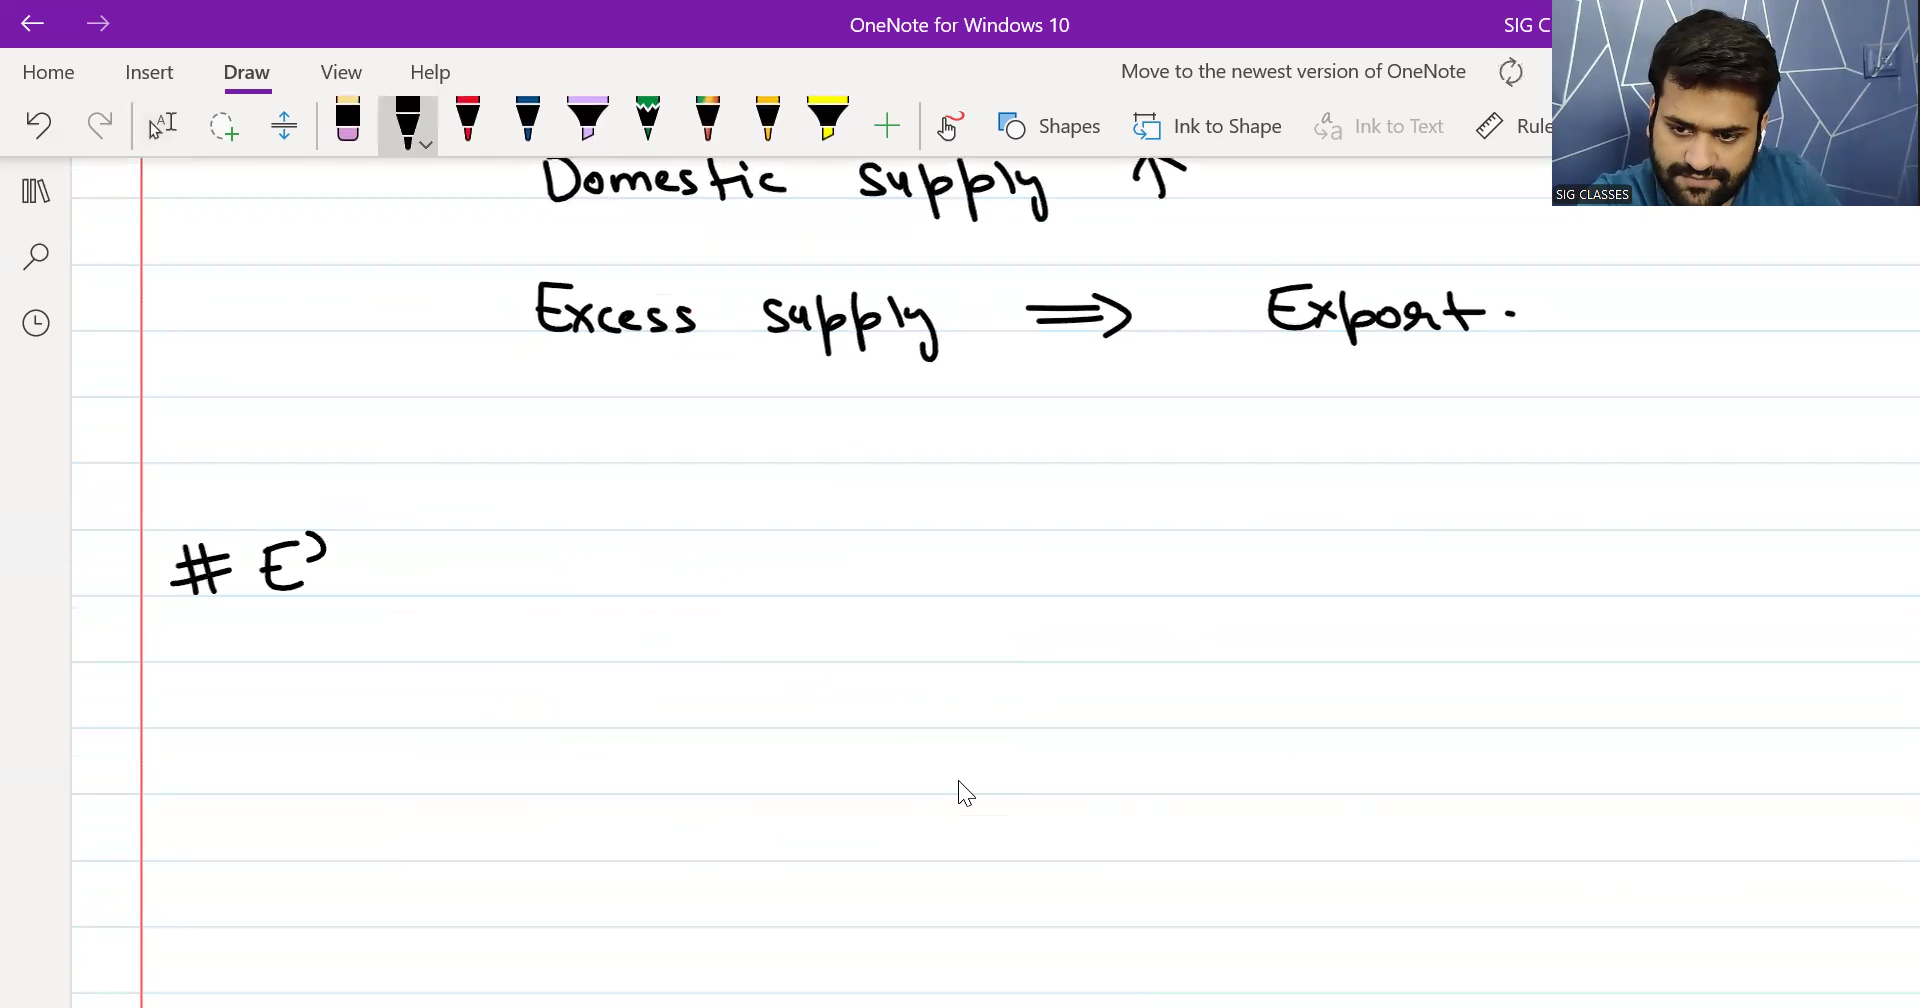 OneNote for Windows 10
SIG C
Home Insert Draw View Help
Move to the newest version of OneNote
Shapes Ink to Shape Ink to Text Rule
SIG CLASSES
Domestic supply ↑
Excess supply ⇒ Export.
# E